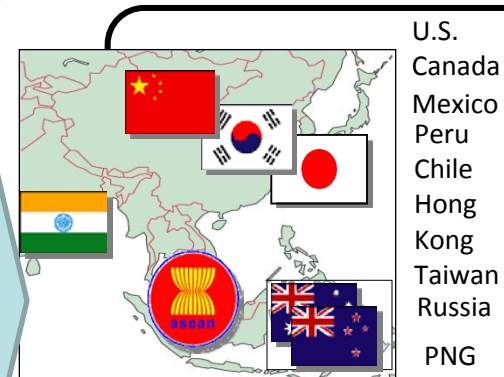 U.S.
Canada
Mexico
Peru
Chile
Hong
Kong
Taiwan
Russia
PNG
asean